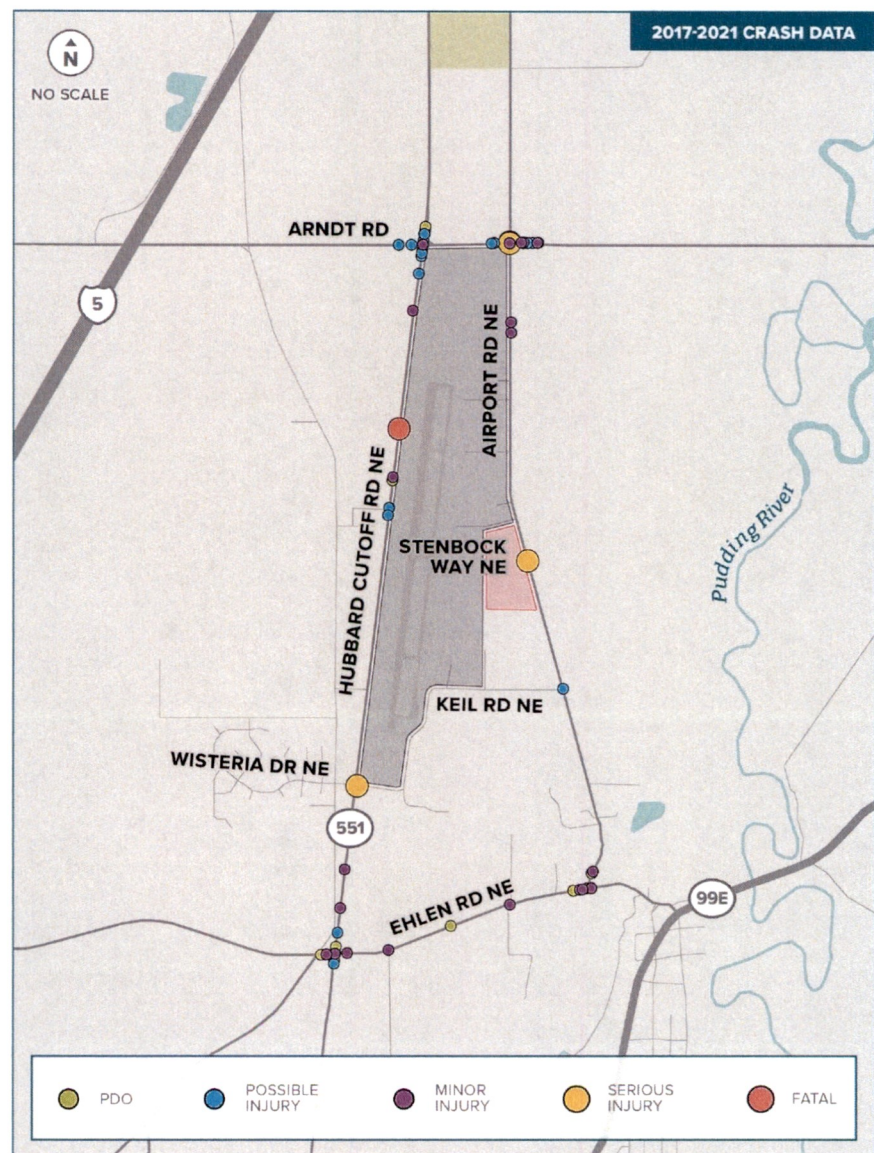 2017-2021 CRASH DATA
N
NO SCALE
ARNDT RD
5
AIRPORT RD NE
HUBBARD CUTOFF RD NE
STENBOCK
WAY NE
Pudding River
KEIL RD NE
WISTERIA DR NE
551
EHLEN RD NE
99E
PDO
POSSIBLE
INJURY
MINOR
INJURY
SERIOUS
INJURY
FATAL